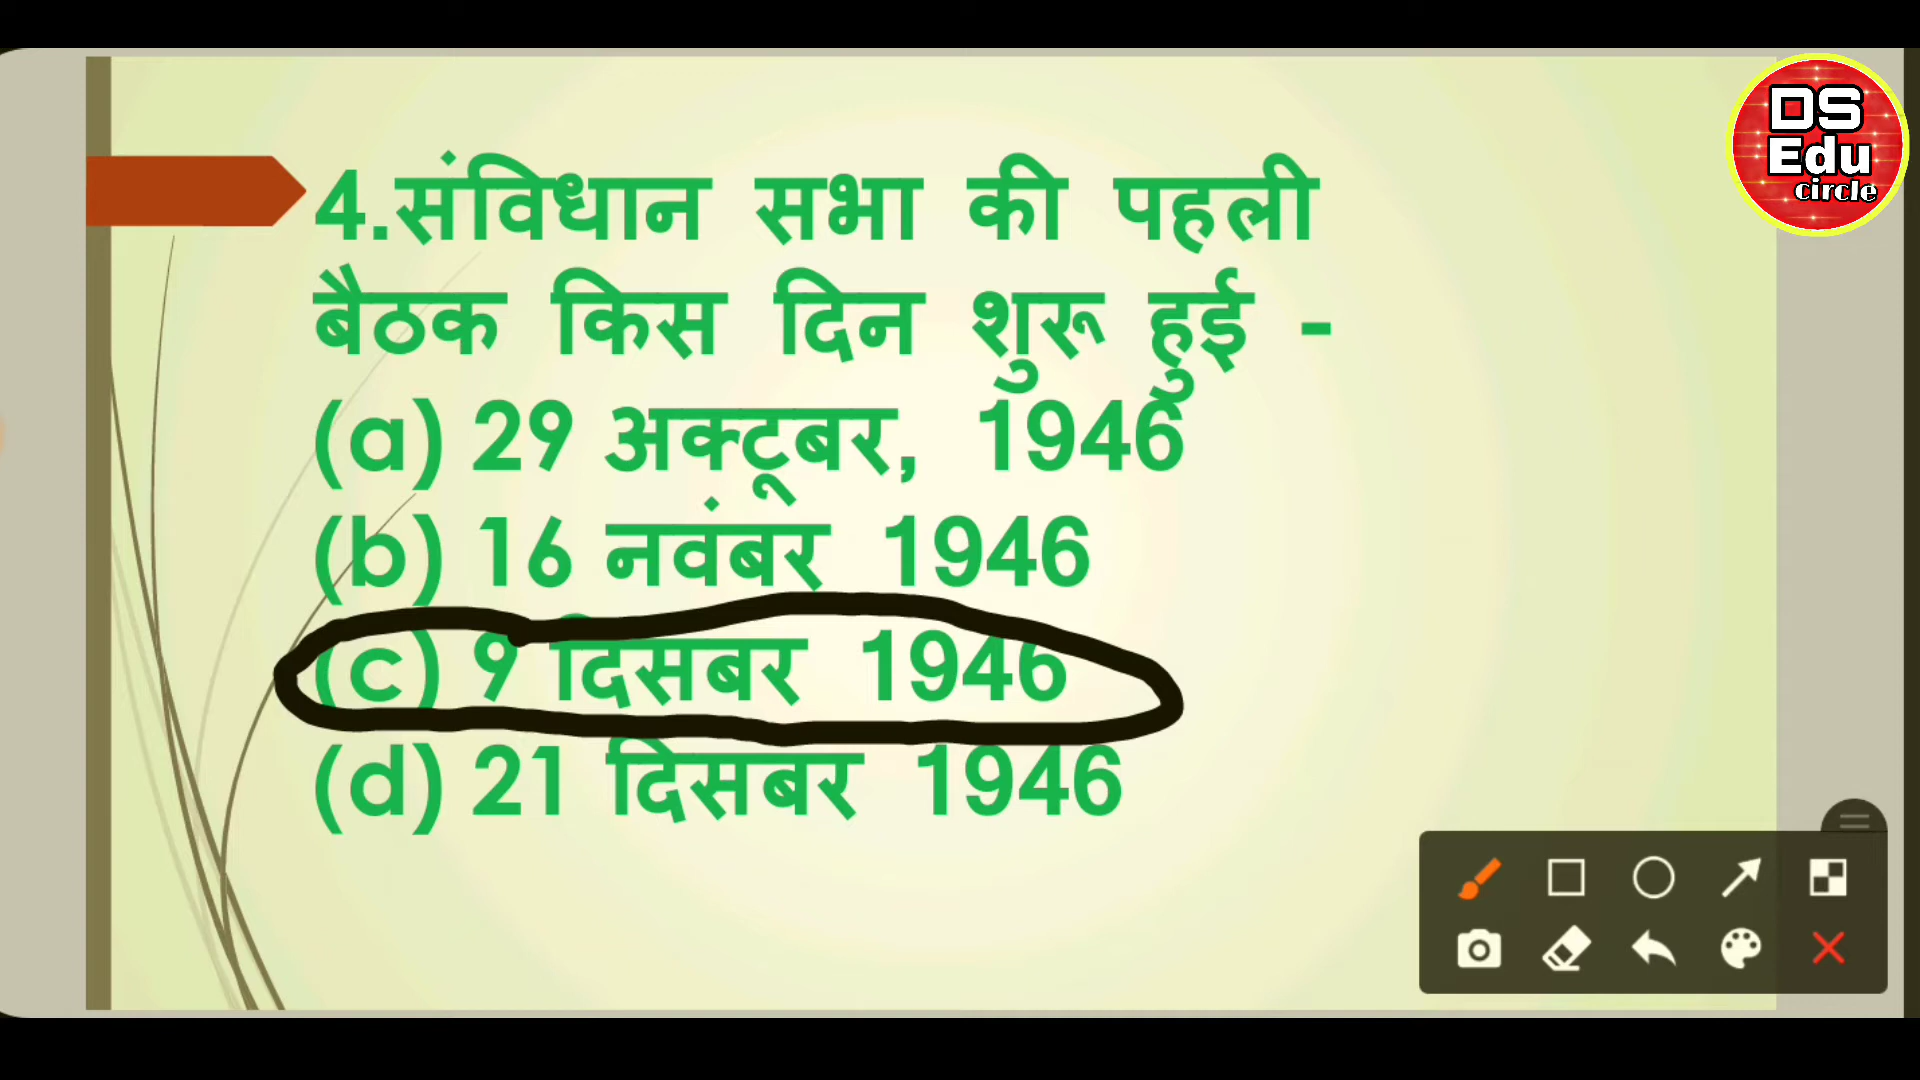 DS
Edu
circle
4.संविधान सभा की पहली
बैठक किस दिन शुरू हुई -
(a) 29 अक्टूबर, 1946
(b) 16 नवंबर 1946
(c) 9 दिसबर 1946
(d) 21 दिसबर 1946